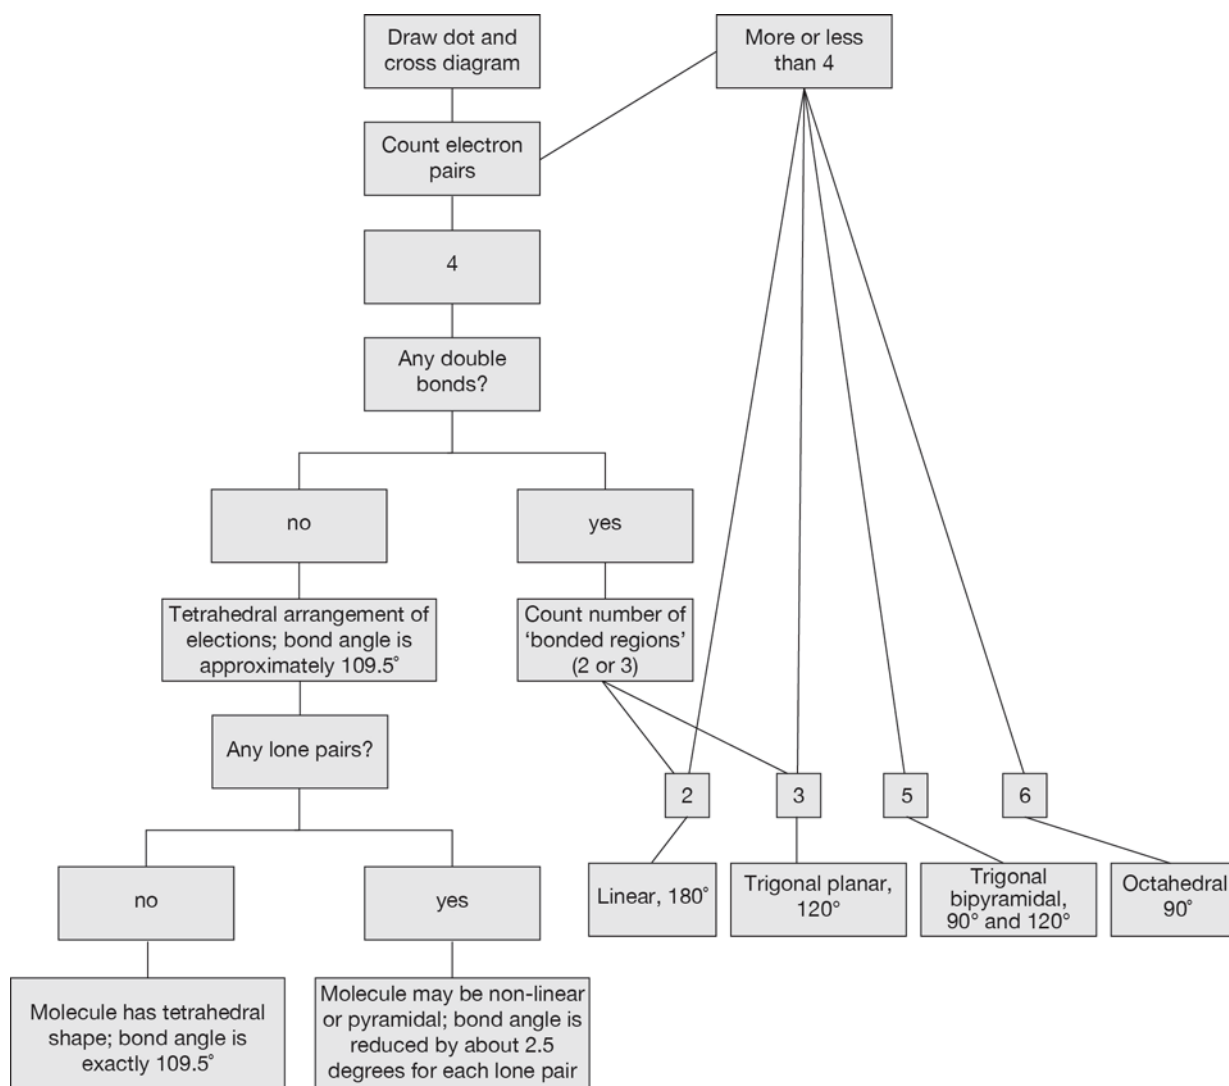 Draw dot and
cross diagram
More or less
than 4
Count electron
pairs
4
Any double
bonds?
no
yes
Tetrahedral arrangement of
elections; bond angle is
approximately 109.5°
Count number of
‘bonded regions’
(2 or 3)
Any lone pairs?
2
3
5
6
no
yes
Linear, 180°
Trigonal planar,
120°
Trigonal
bipyramidal,
90° and 120°
Octahedral
90°
Molecule has tetrahedral
shape; bond angle is
exactly 109.5°
Molecule may be non-linear
or pyramidal; bond angle is
reduced by about 2.5
degrees for each lone pair